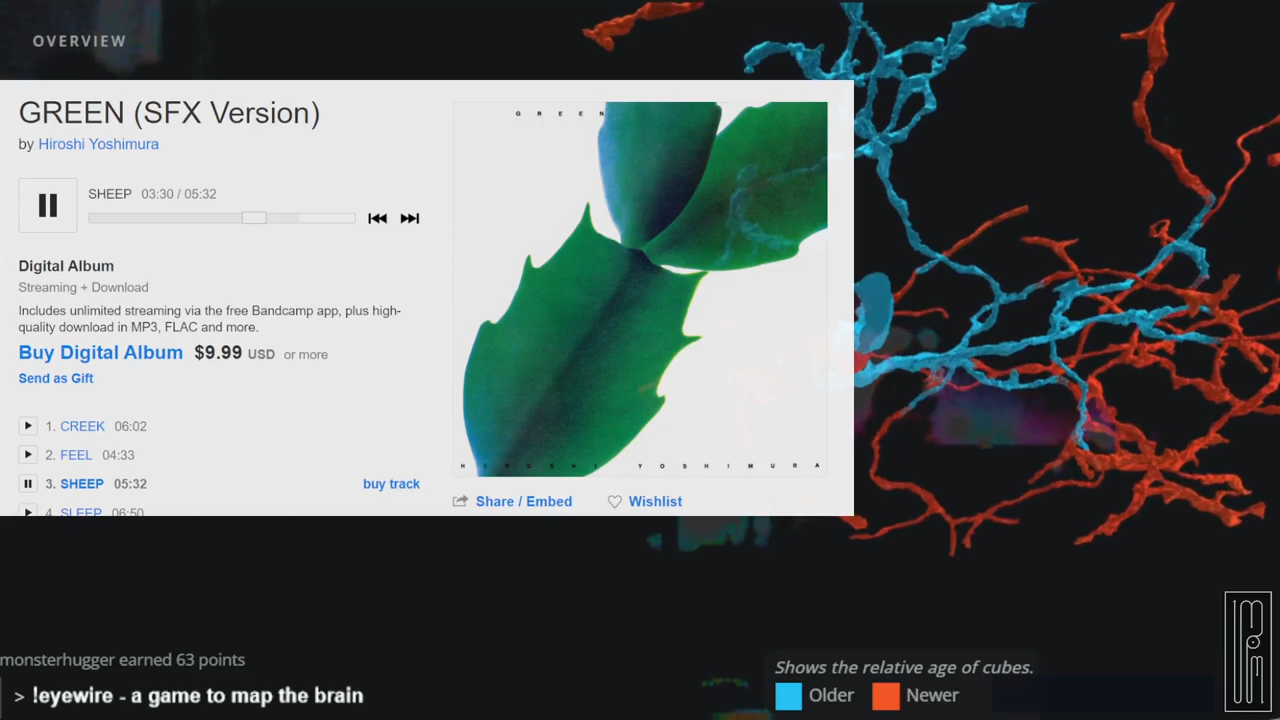 OVERVIEW
GREEN (SFX Version)
by Hiroshi Yoshimura
SHEEP 03:30 / 05:32
Digital Album
Streaming + Download
Includes unlimited streaming via the free Bandcamp app, plus high-
quality download in MP3, FLAC and more.
Buy Digital Album $9.99 USD or more
Send as Gift
1. CREEK 06:02
2. FEEL 04:33
3. SHEEP 05:32 buy track
4. SLEEP 06:50
GREEN
HIROSHI YOSHIMURA
Share / Embed Wishlist
monsterhugger earned 63 points
> !eyewire - a game to map the brain
Shows the relative age of cubes.
Older Newer